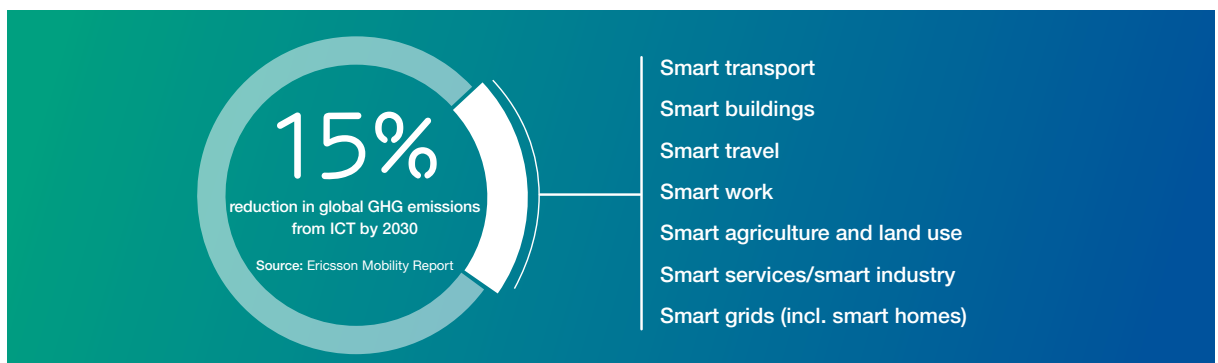 15%
reduction in global GHG emissions
from ICT by 2030
Source: Ericsson Mobility Report
Smart transport
Smart buildings
Smart travel
Smart work
Smart agriculture and land use
Smart services/smart industry
Smart grids (incl. smart homes)